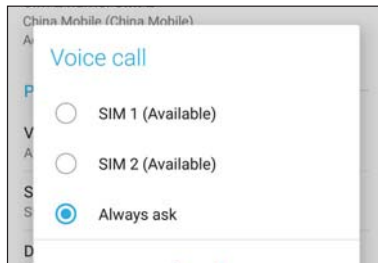 China Mobile (China Mobile)
A
Voice call
P
SIM 1 (Available)
V
A
SIM 2 (Available)
S
S
Always ask
D